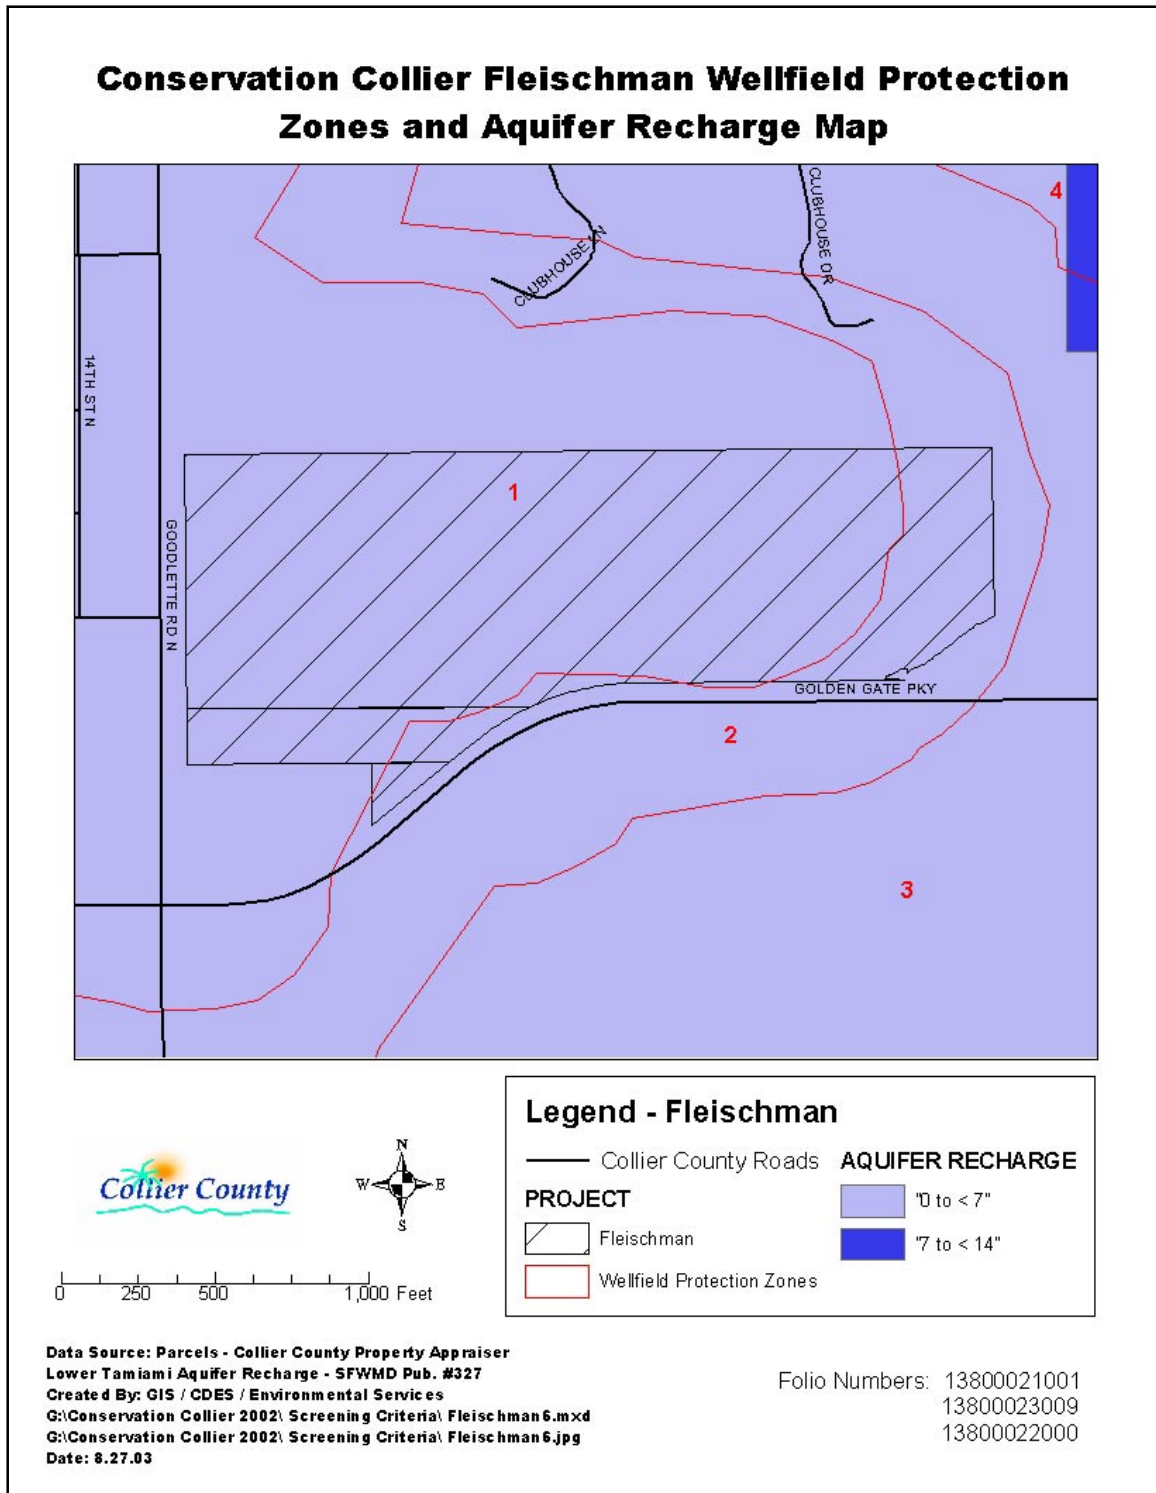 Conservation Collier Fleischman Wellfield Protection
Zones and Aquifer Recharge Map
4
CLUBHOUSE LN
CLUBHOUSE DR
14TH ST N
1
GOODLETTE RD N
GOLDEN GATE PKY
2
3
Legend - Fleischman
Collier County Roads
PROJECT
Fleischman
Wellfield Protection Zones
AQUIFER RECHARGE
"0 to < 7"
"7 to < 14"
Collier County
N
W E
S
0 250 500 1,000 Feet
Data Source: Parcels - Collier County Property Appraiser
Lower Tamiami Aquifer Recharge - SFWMD Pub. #327
Created By: GIS / CDES / Environmental Services
G:\Conservation Collier 2002\ Screening Criteria\ Fleischman6.mxd
G:\Conservation Collier 2002\ Screening Criteria\ Fleischman6.jpg
Date: 8.27.03
Folio Numbers: 13800021001
13800023009
13800022000